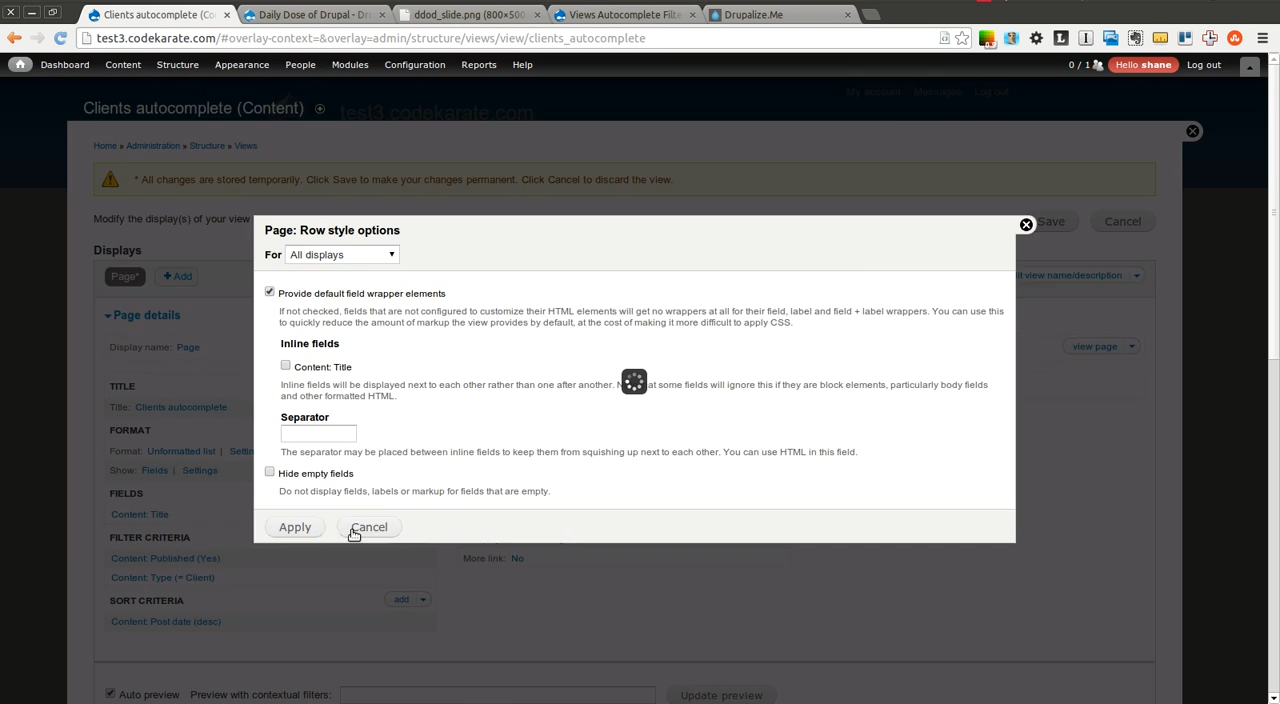 Clients autocomplete (Co
Daily Dose of Drupal - Dr
ddod_slide.png (800×500
Views Autocomplete Filte
Drupalize.Me
test3.codekarate.com/#overlay-context=&overlay=admin/structure/views/view/clients_autocomplete
Dashboard Content Structure Appearance People Modules Configuration Reports Help
0 / 1 Hello shane Log out
My account Messages Log out
Clients autocomplete (Content)
test3.codekarate.com
Home » Administration » Structure » Views
* All changes are stored temporarily. Click Save to make your changes permanent. Click Cancel to discard the view.
Modify the display(s) of your view
Save Cancel
Displays
Page* + Add
view name/description
Page details
Display name: Page
view page
TITLE
Title: Clients autocomplete
FORMAT
Format: Unformatted list | Settin
Show: Fields | Settings
FIELDS
Content: Title
FILTER CRITERIA
Content: Published (Yes)
Content: Type (= Client)
SORT CRITERIA add
Content: Post date (desc)
More link: No
Page: Row style options
For All displays
Provide default field wrapper elements
If not checked, fields that are not configured to customize their HTML elements will get no wrappers at all for their field, label and field + label wrappers. You can use this
to quickly reduce the amount of markup the view provides by default, at the cost of making it more difficult to apply CSS.
Inline fields
Content: Title
Inline fields will be displayed next to each other rather than one after another. N at some fields will ignore this if they are block elements, particularly body fields
and other formatted HTML.
Separator
The separator may be placed between inline fields to keep them from squishing up next to each other. You can use HTML in this field.
Hide empty fields
Do not display fields, labels or markup for fields that are empty.
Apply Cancel
Auto preview Preview with contextual filters: Update preview